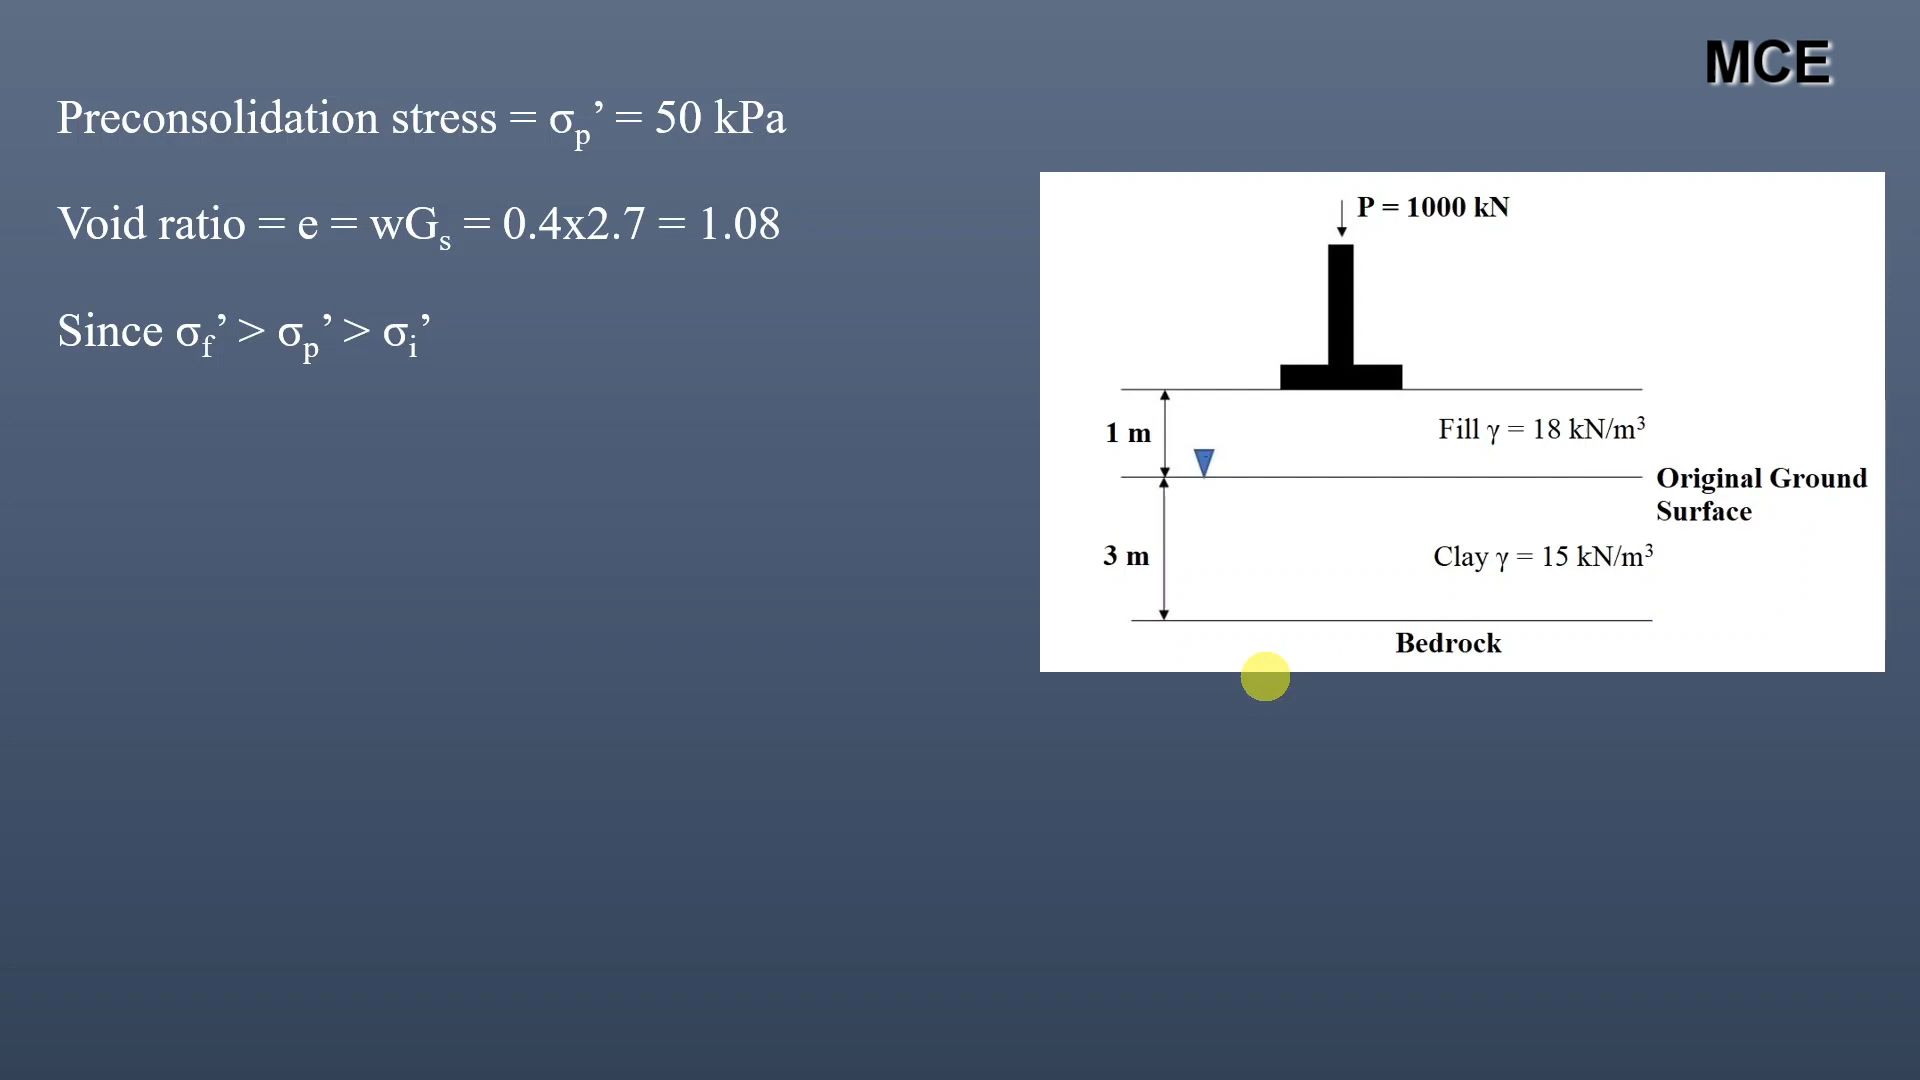 MCE
Preconsolidation stress = σp’ = 50 kPa
Void ratio = e = wGs = 0.4x2.7 = 1.08
Since σf’ > σp’ > σi’
P = 1000 kN
1 m
Fill γ = 18 kN/m³
Original Ground
Surface
3 m
Clay γ = 15 kN/m³
Bedrock